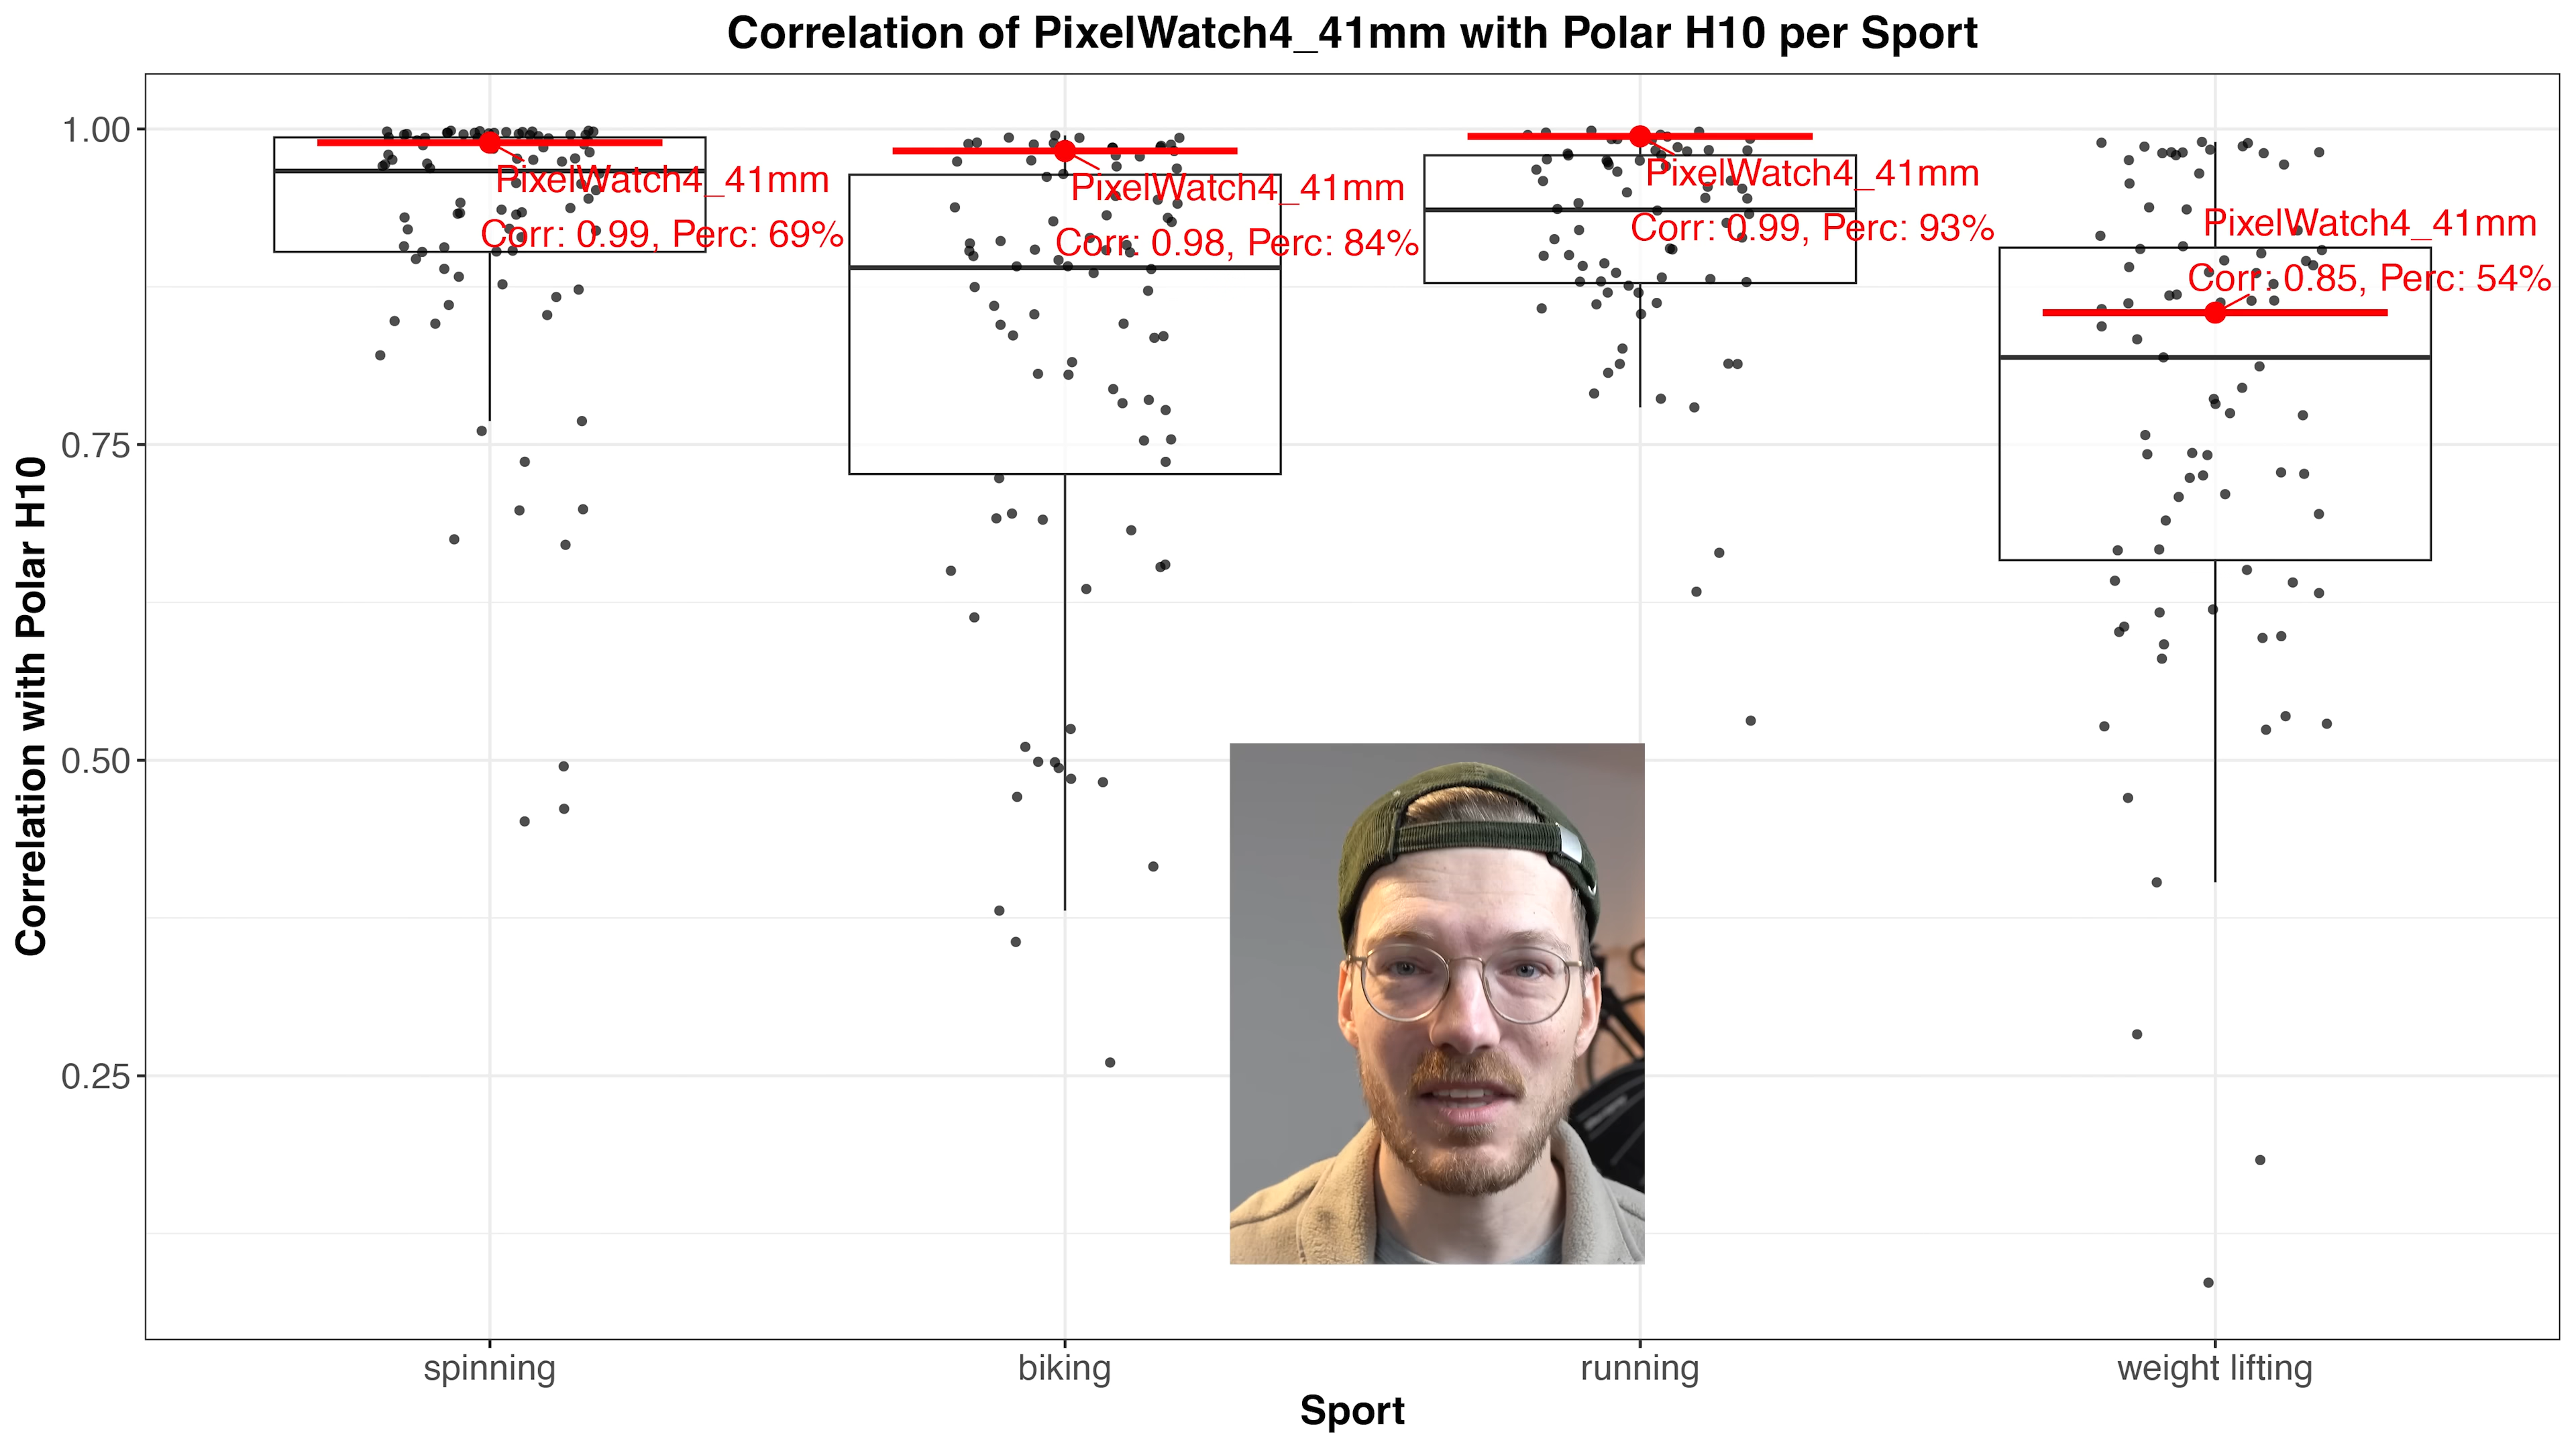 Correlation of PixelWatch4_41mm with Polar H10 per Sport
Correlation with Polar H10
1.00
0.75
0.50
0.25
PixelWatch4_41mm
Corr: 0.99, Perc: 69%
PixelWatch4_41mm
Corr: 0.98, Perc: 84%
PixelWatch4_41mm
Corr: 0.99, Perc: 93%
PixelWatch4_41mm
Corr: 0.85, Perc: 54%
spinning
biking
running
weight lifting
Sport